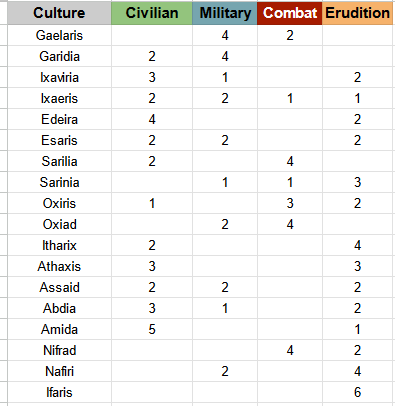 Culture Civilian Military Combat Erudition
Gaelaris 4 2
Garidia 2 4
Ixaviria 3 1 2
Ixaeris 2 2 1 1
Edeira 4 2
Esaris 2 2 2
Sarilia 2 4
Sarinia 1 1 3
Oxiris 1 3 2
Oxiad 2 4
Itharix 2 4
Athaxis 3 3
Assaid 2 2 2
Abdia 3 1 2
Amida 5 1
Nifrad 4 2
Nafiri 2 4
Ifaris 6